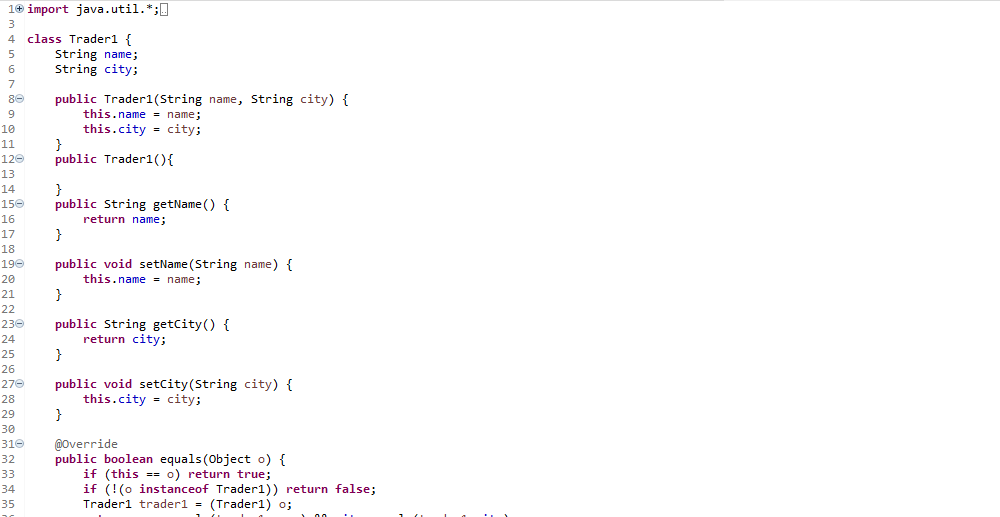 1 import java.util.*;
3
4 class Trader1 {
5 String name;
6 String city;
7
8 public Trader1(String name, String city) {
9 this.name = name;
10 this.city = city;
11 }
12 public Trader1(){
13
14 }
15 public String getName() {
16 return name;
17 }
18
19 public void setName(String name) {
20 this.name = name;
21 }
22
23 public String getCity() {
24 return city;
25 }
26
27 public void setCity(String city) {
28 this.city = city;
29 }
30
31 @Override
32 public boolean equals(Object o) {
33 if (this == o) return true;
34 if (!(o instanceof Trader1)) return false;
35 Trader1 trader1 = (Trader1) o;